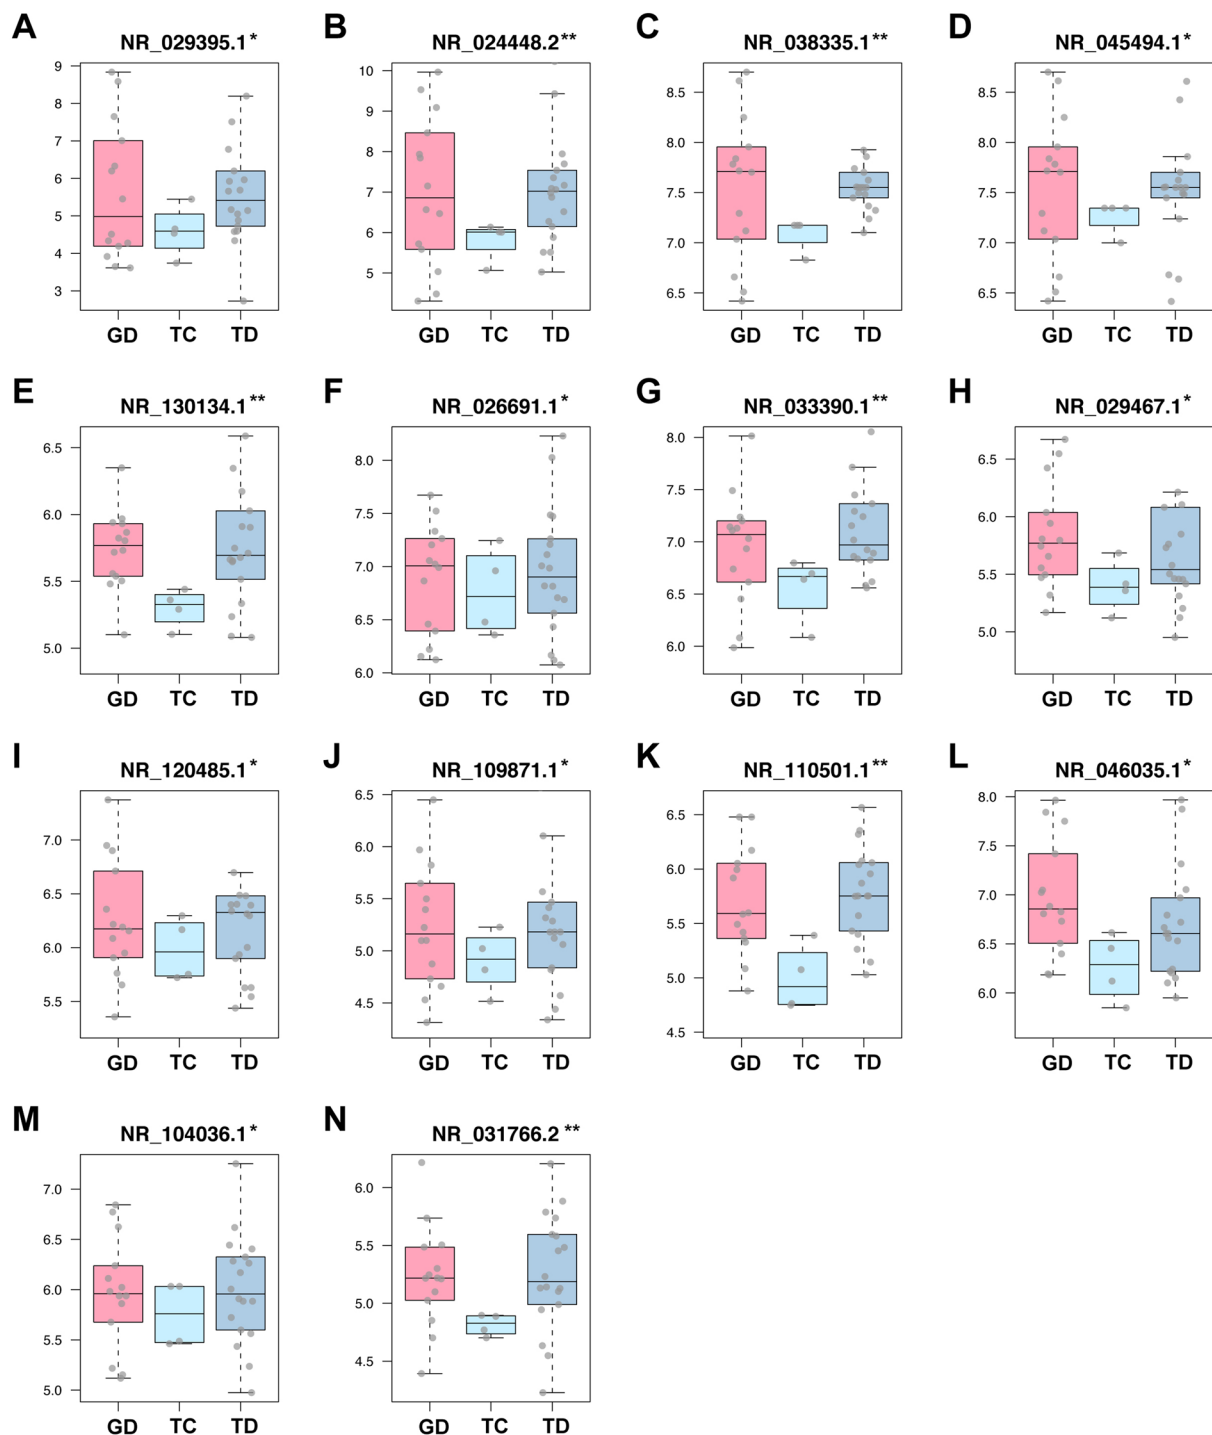 A B C D
NR_029395.1* NR_024448.2** NR_038335.1** NR_045494.1*
9 8 7 6 5 4 3
10 9 8 7 6 5
8.5 8.0 7.5 7.0 6.5
8.5 8.0 7.5 7.0 6.5
GD TC TD GD TC TD GD TC TD GD TC TD
E F G H
NR_130134.1** NR_026691.1* NR_033390.1** NR_029467.1*
6.5 6.0 5.5 5.0
8.0 7.5 7.0 6.5 6.0
8.0 7.5 7.0 6.5 6.0
6.5 6.0 5.5 5.0
GD TC TD GD TC TD GD TC TD GD TC TD
I J K L
NR_120485.1* NR_109871.1* NR_110501.1** NR_046035.1*
7.0 6.5 6.0 5.5
6.5 6.0 5.5 5.0 4.5
6.5 6.0 5.5 5.0 4.5
8.0 7.5 7.0 6.5 6.0
GD TC TD GD TC TD GD TC TD GD TC TD
M N
NR_104036.1* NR_031766.2 **
7.0 6.5 6.0 5.5 5.0
6.0 5.5 5.0 4.5
GD TC TD GD TC TD